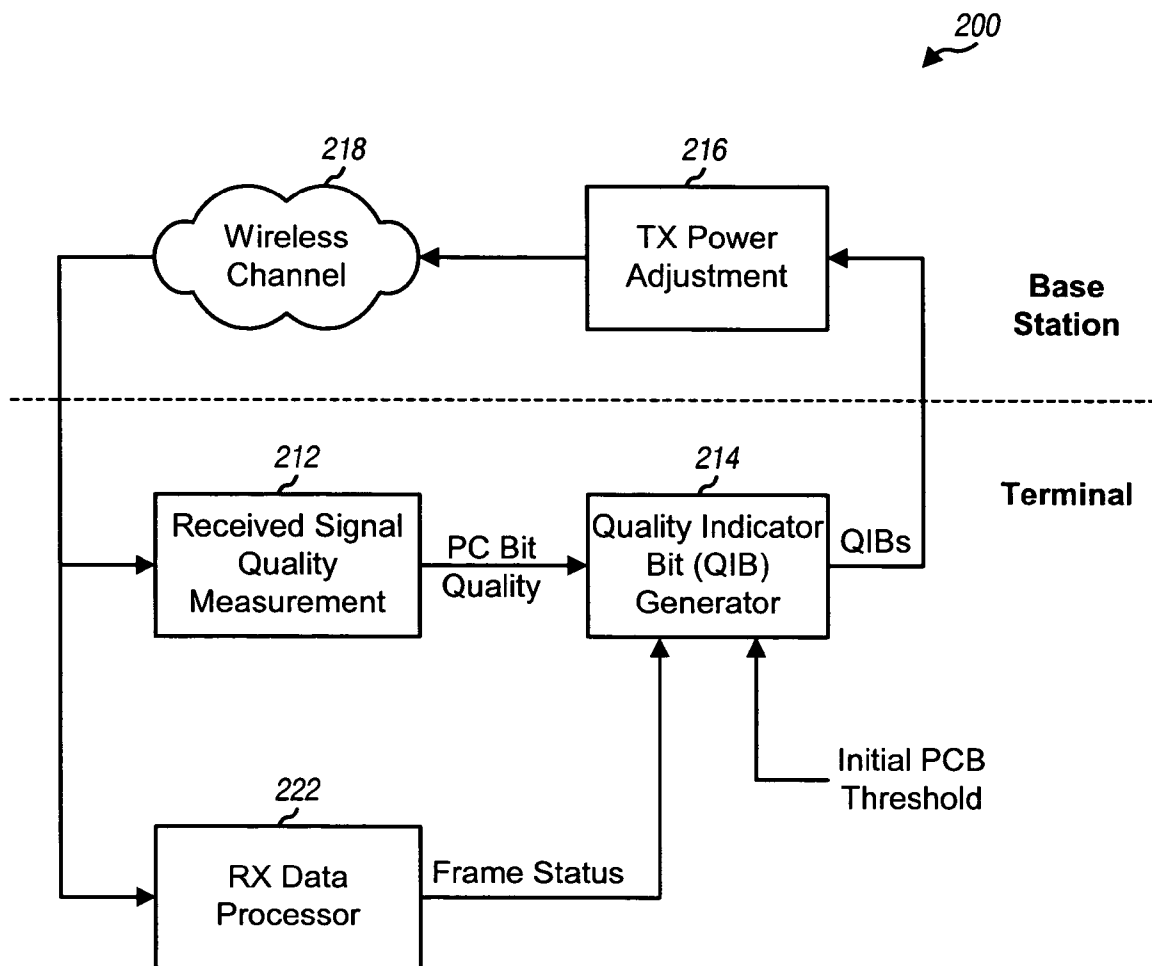 200
218
216
Wireless
Channel
TX Power
Adjustment
Base
Station
212
214
Terminal
Received Signal
Quality
Measurement
PC Bit
Quality
Quality Indicator
Bit (QIB)
Generator
QIBs
Initial PCB
Threshold
222
RX Data
Processor
Frame Status